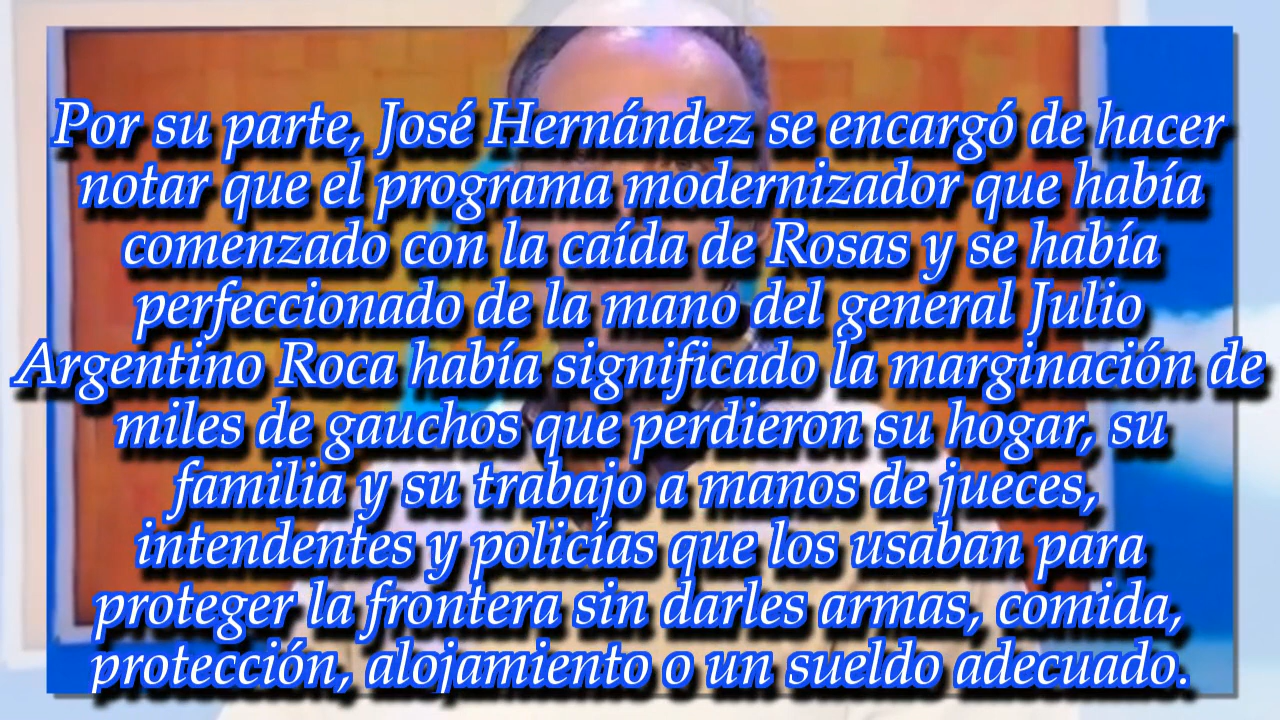 Por su parte, José Hernández se encargó de hacer
notar que el programa modernizador que había
comenzado con la caída de Rosas y se había
perfeccionado de la mano del general Julio
Argentino Roca había significado la marginación de
miles de gauchos que perdieron su hogar, su
familia y su trabajo a manos de jueces,
intendentes y policías que los usaban para
proteger la frontera sin darles armas, comida,
protección, alojamiento o un sueldo adecuado.